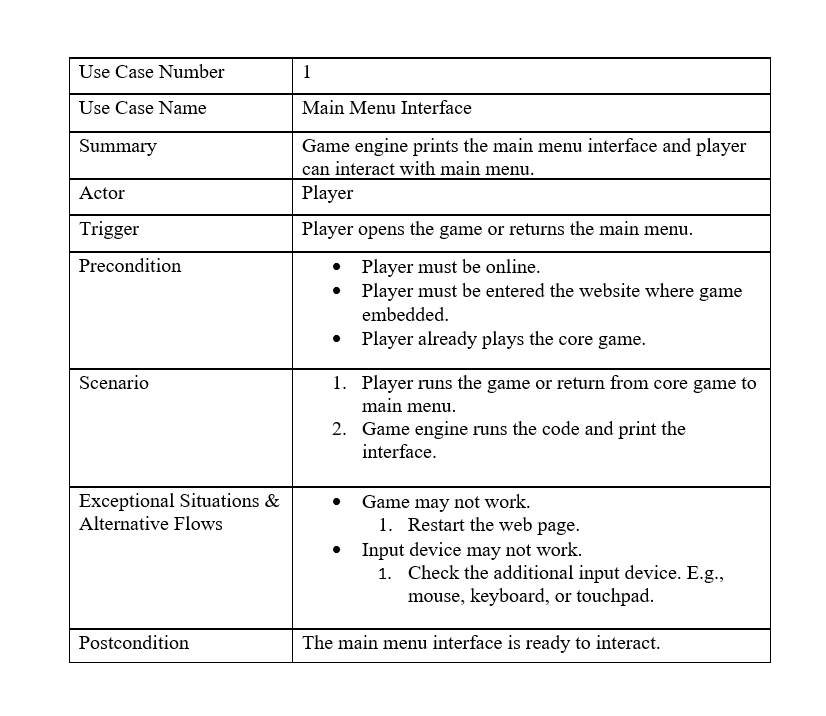 Use Case Number 1
Use Case Name Main Menu Interface
Summary Game engine prints the main menu interface and player
can interact with main menu.
Actor Player
Trigger Player opens the game or returns the main menu.
Precondition • Player must be online.
• Player must be entered the website where game
embedded.
• Player already plays the core game.
Scenario 1. Player runs the game or return from core game to
main menu.
2. Game engine runs the code and print the
interface.
Exceptional Situations & • Game may not work.
Alternative Flows 1. Restart the web page.
• Input device may not work.
1. Check the additional input device. E.g.,
mouse, keyboard, or touchpad.
Postcondition The main menu interface is ready to interact.